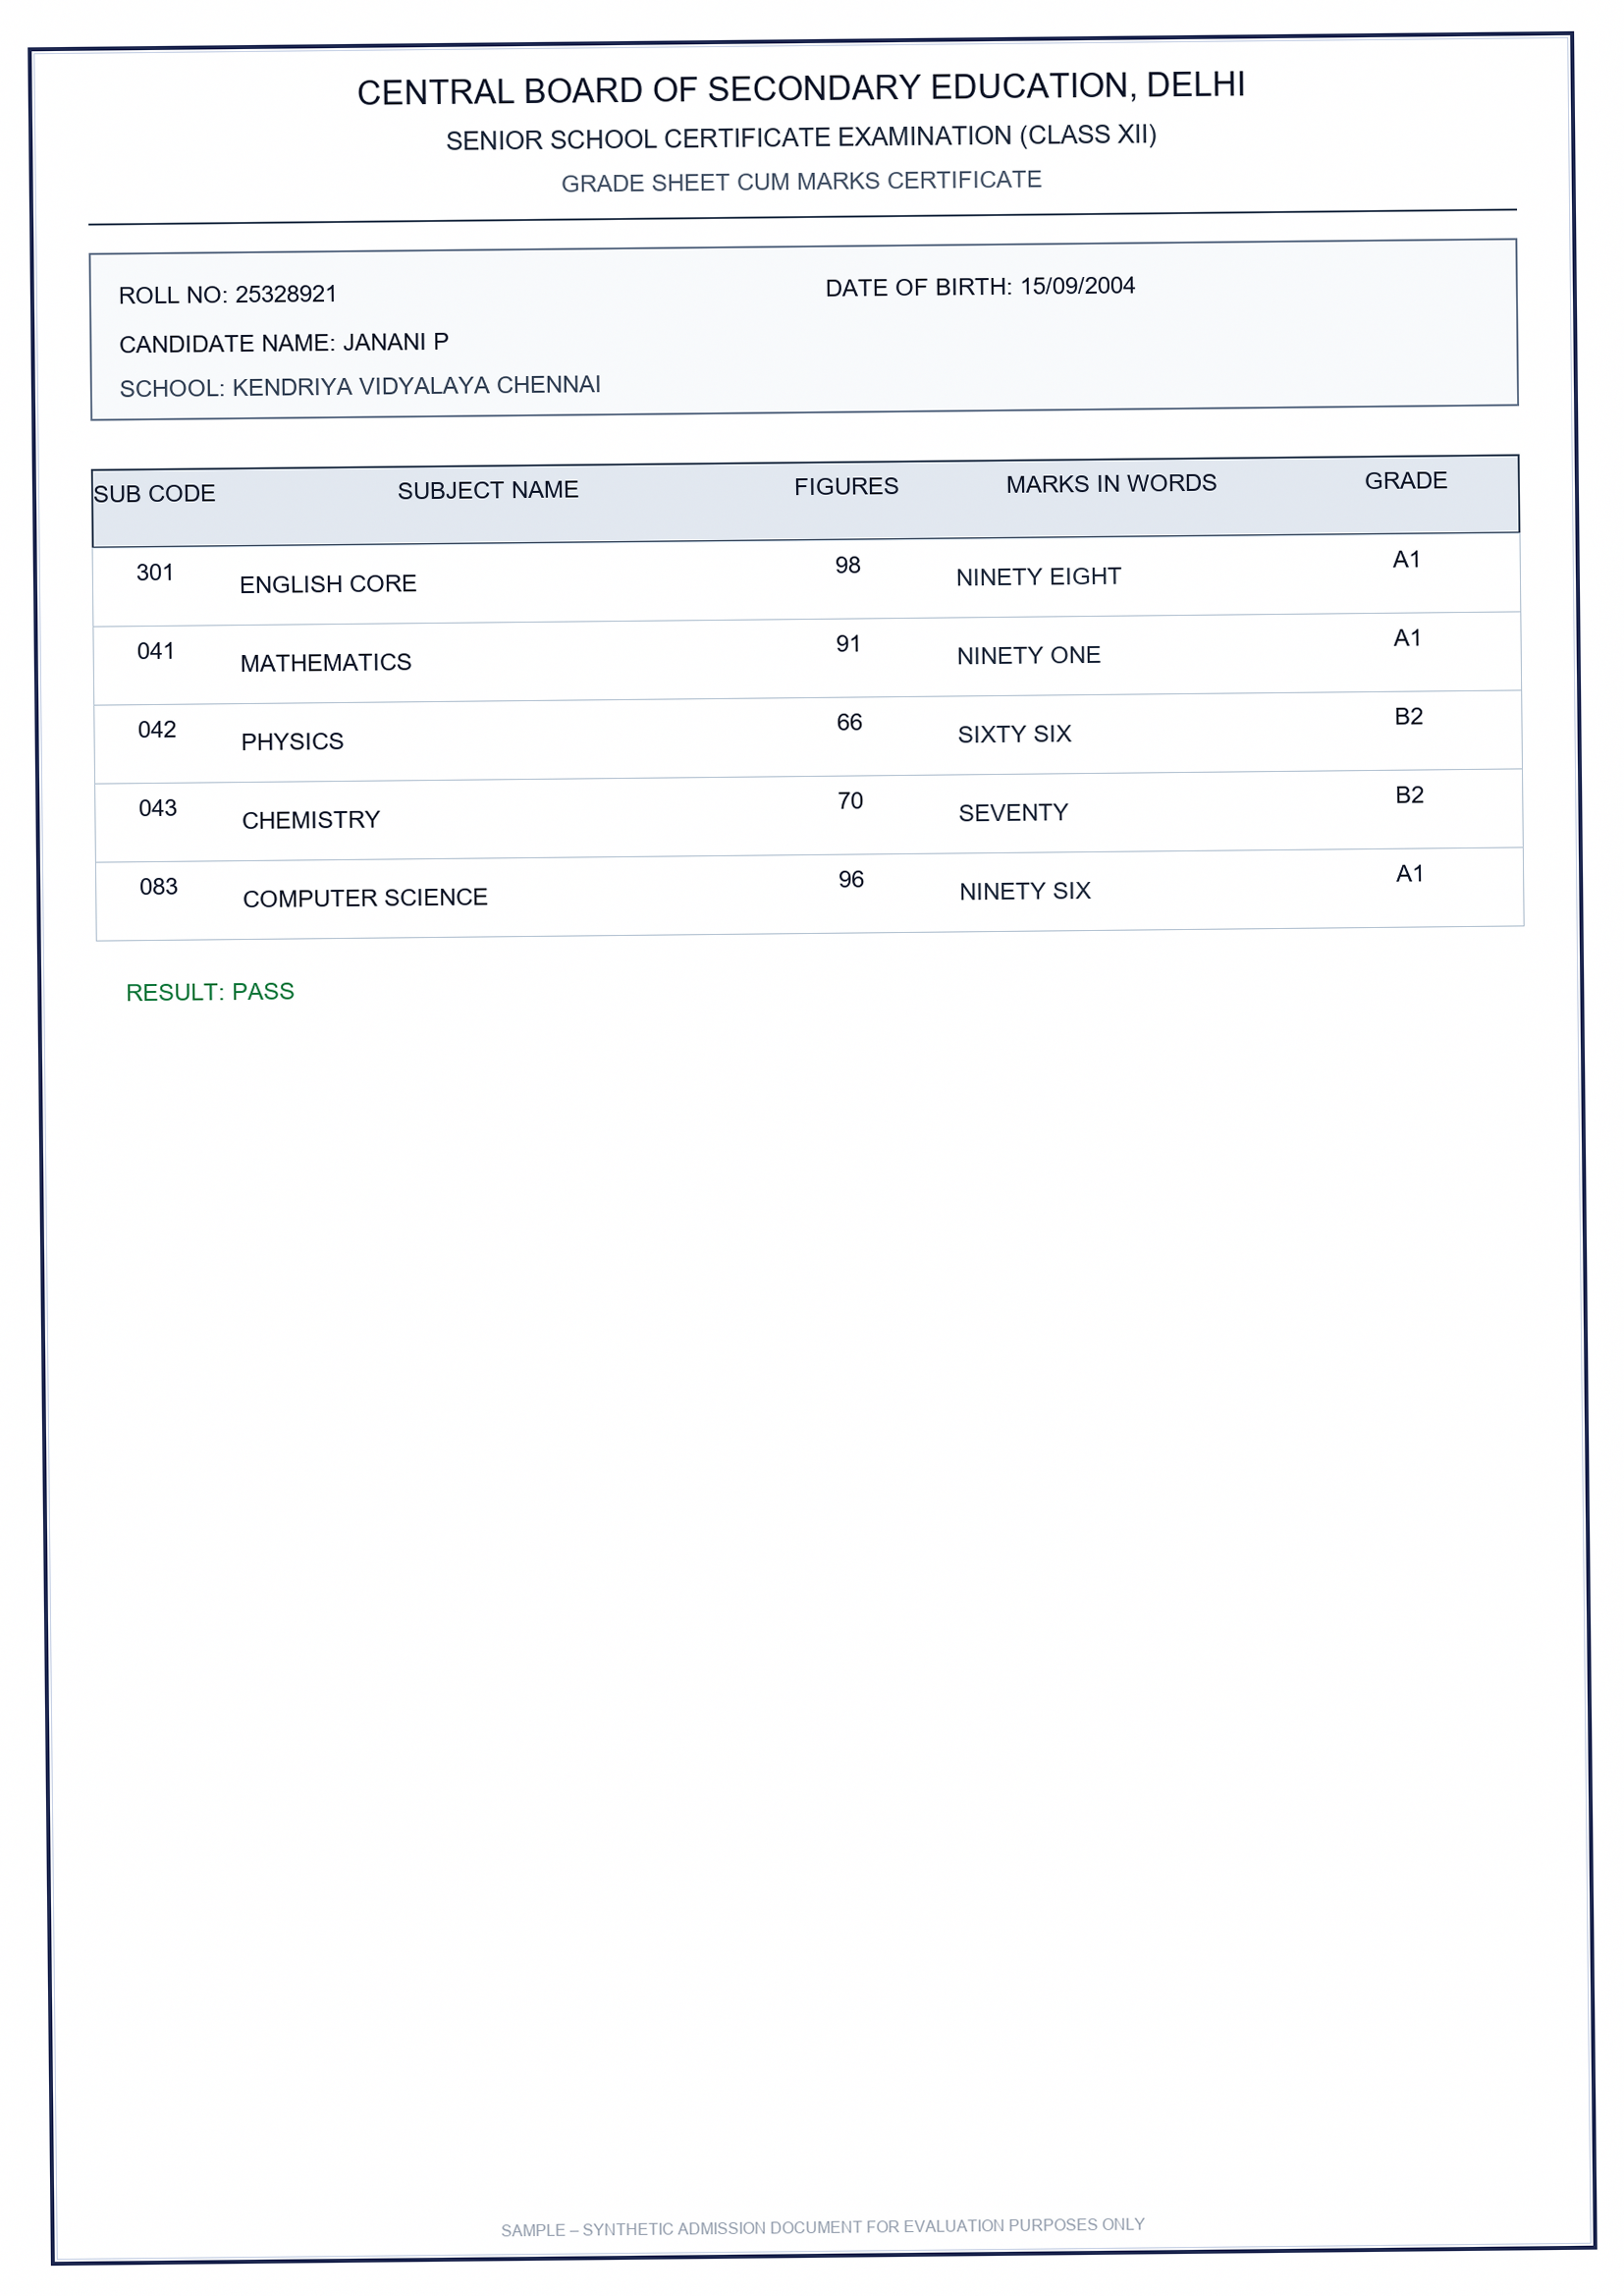 CENTRAL BOARD OF SECONDARY EDUCATION, DELHI
SENIOR SCHOOL CERTIFICATE EXAMINATION (CLASS XII)
GRADE SHEET CUM MARKS CERTIFICATE
ROLL NO: 25328921 DATE OF BIRTH: 15/09/2004
CANDIDATE NAME: JANANI P
SCHOOL: KENDRIYA VIDYALAYA CHENNAI
SUB CODE SUBJECT NAME FIGURES MARKS IN WORDS GRADE
301 ENGLISH CORE 98 NINETY EIGHT A1
041 MATHEMATICS 91 NINETY ONE A1
042 PHYSICS 66 SIXTY SIX B2
043 CHEMISTRY 70 SEVENTY B2
083 COMPUTER SCIENCE 96 NINETY SIX A1
RESULT: PASS
SAMPLE – SYNTHETIC ADMISSION DOCUMENT FOR EVALUATION PURPOSES ONLY